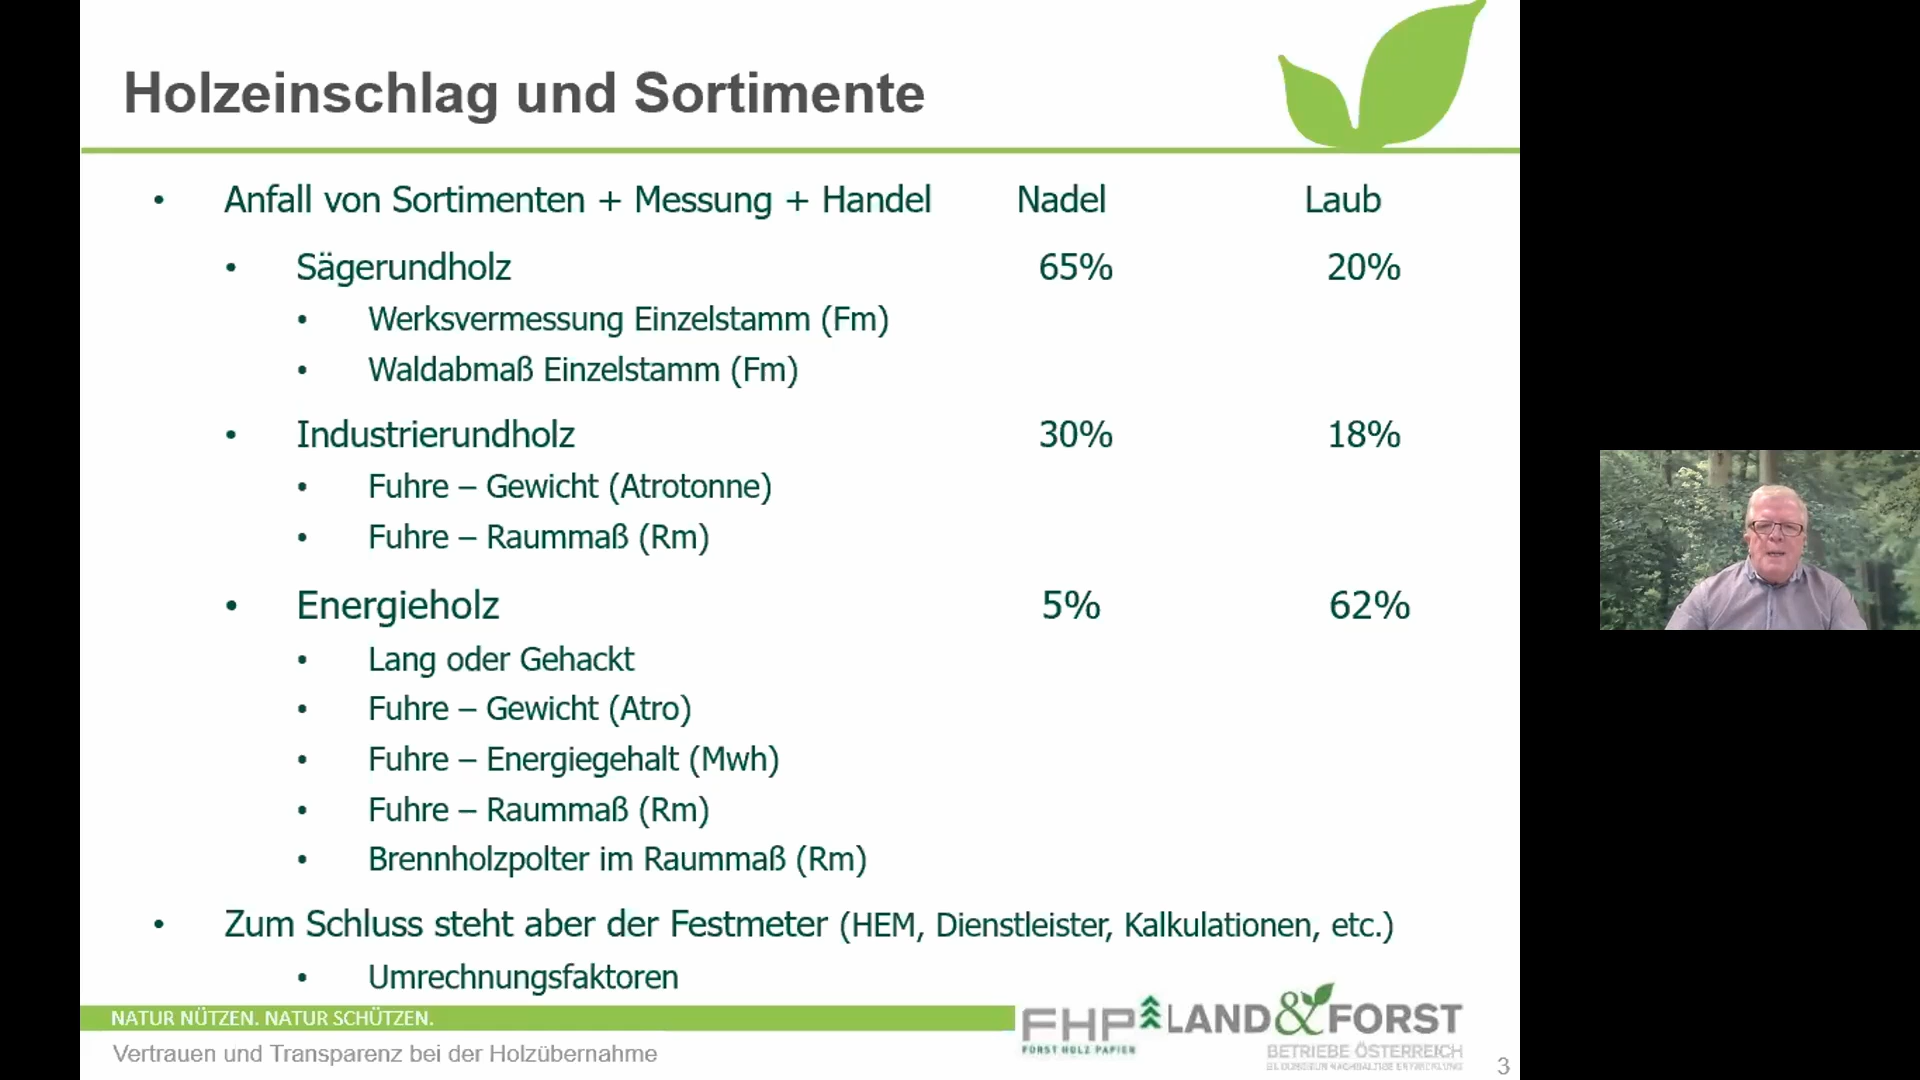 Holzeinschlag und Sortimente
• Anfall von Sortimenten + Messung + Handel Nadel Laub
• Sägerundholz 65% 20%
• Werksvermessung Einzelstamm (Fm)
• Waldabmaß Einzelstamm (Fm)
• Industrierundholz 30% 18%
• Fuhre – Gewicht (Atrotonne)
• Fuhre – Raummaß (Rm)
• Energieholz 5% 62%
• Lang oder Gehackt
• Fuhre – Gewicht (Atro)
• Fuhre – Energiegehalt (Mwh)
• Fuhre – Raummaß (Rm)
• Brennholzpolter im Raummaß (Rm)
• Zum Schluss steht aber der Festmeter (HEM, Dienstleister, Kalkulationen, etc.)
• Umrechnungsfaktoren
NATUR NÜTZEN. NATUR SCHÜTZEN.
FHP
FORST HOLZ PAPIER
LAND&FORST
BETRIEBE ÖSTERREICH
Vertrauen und Transparenz bei der Holzübernahme
3